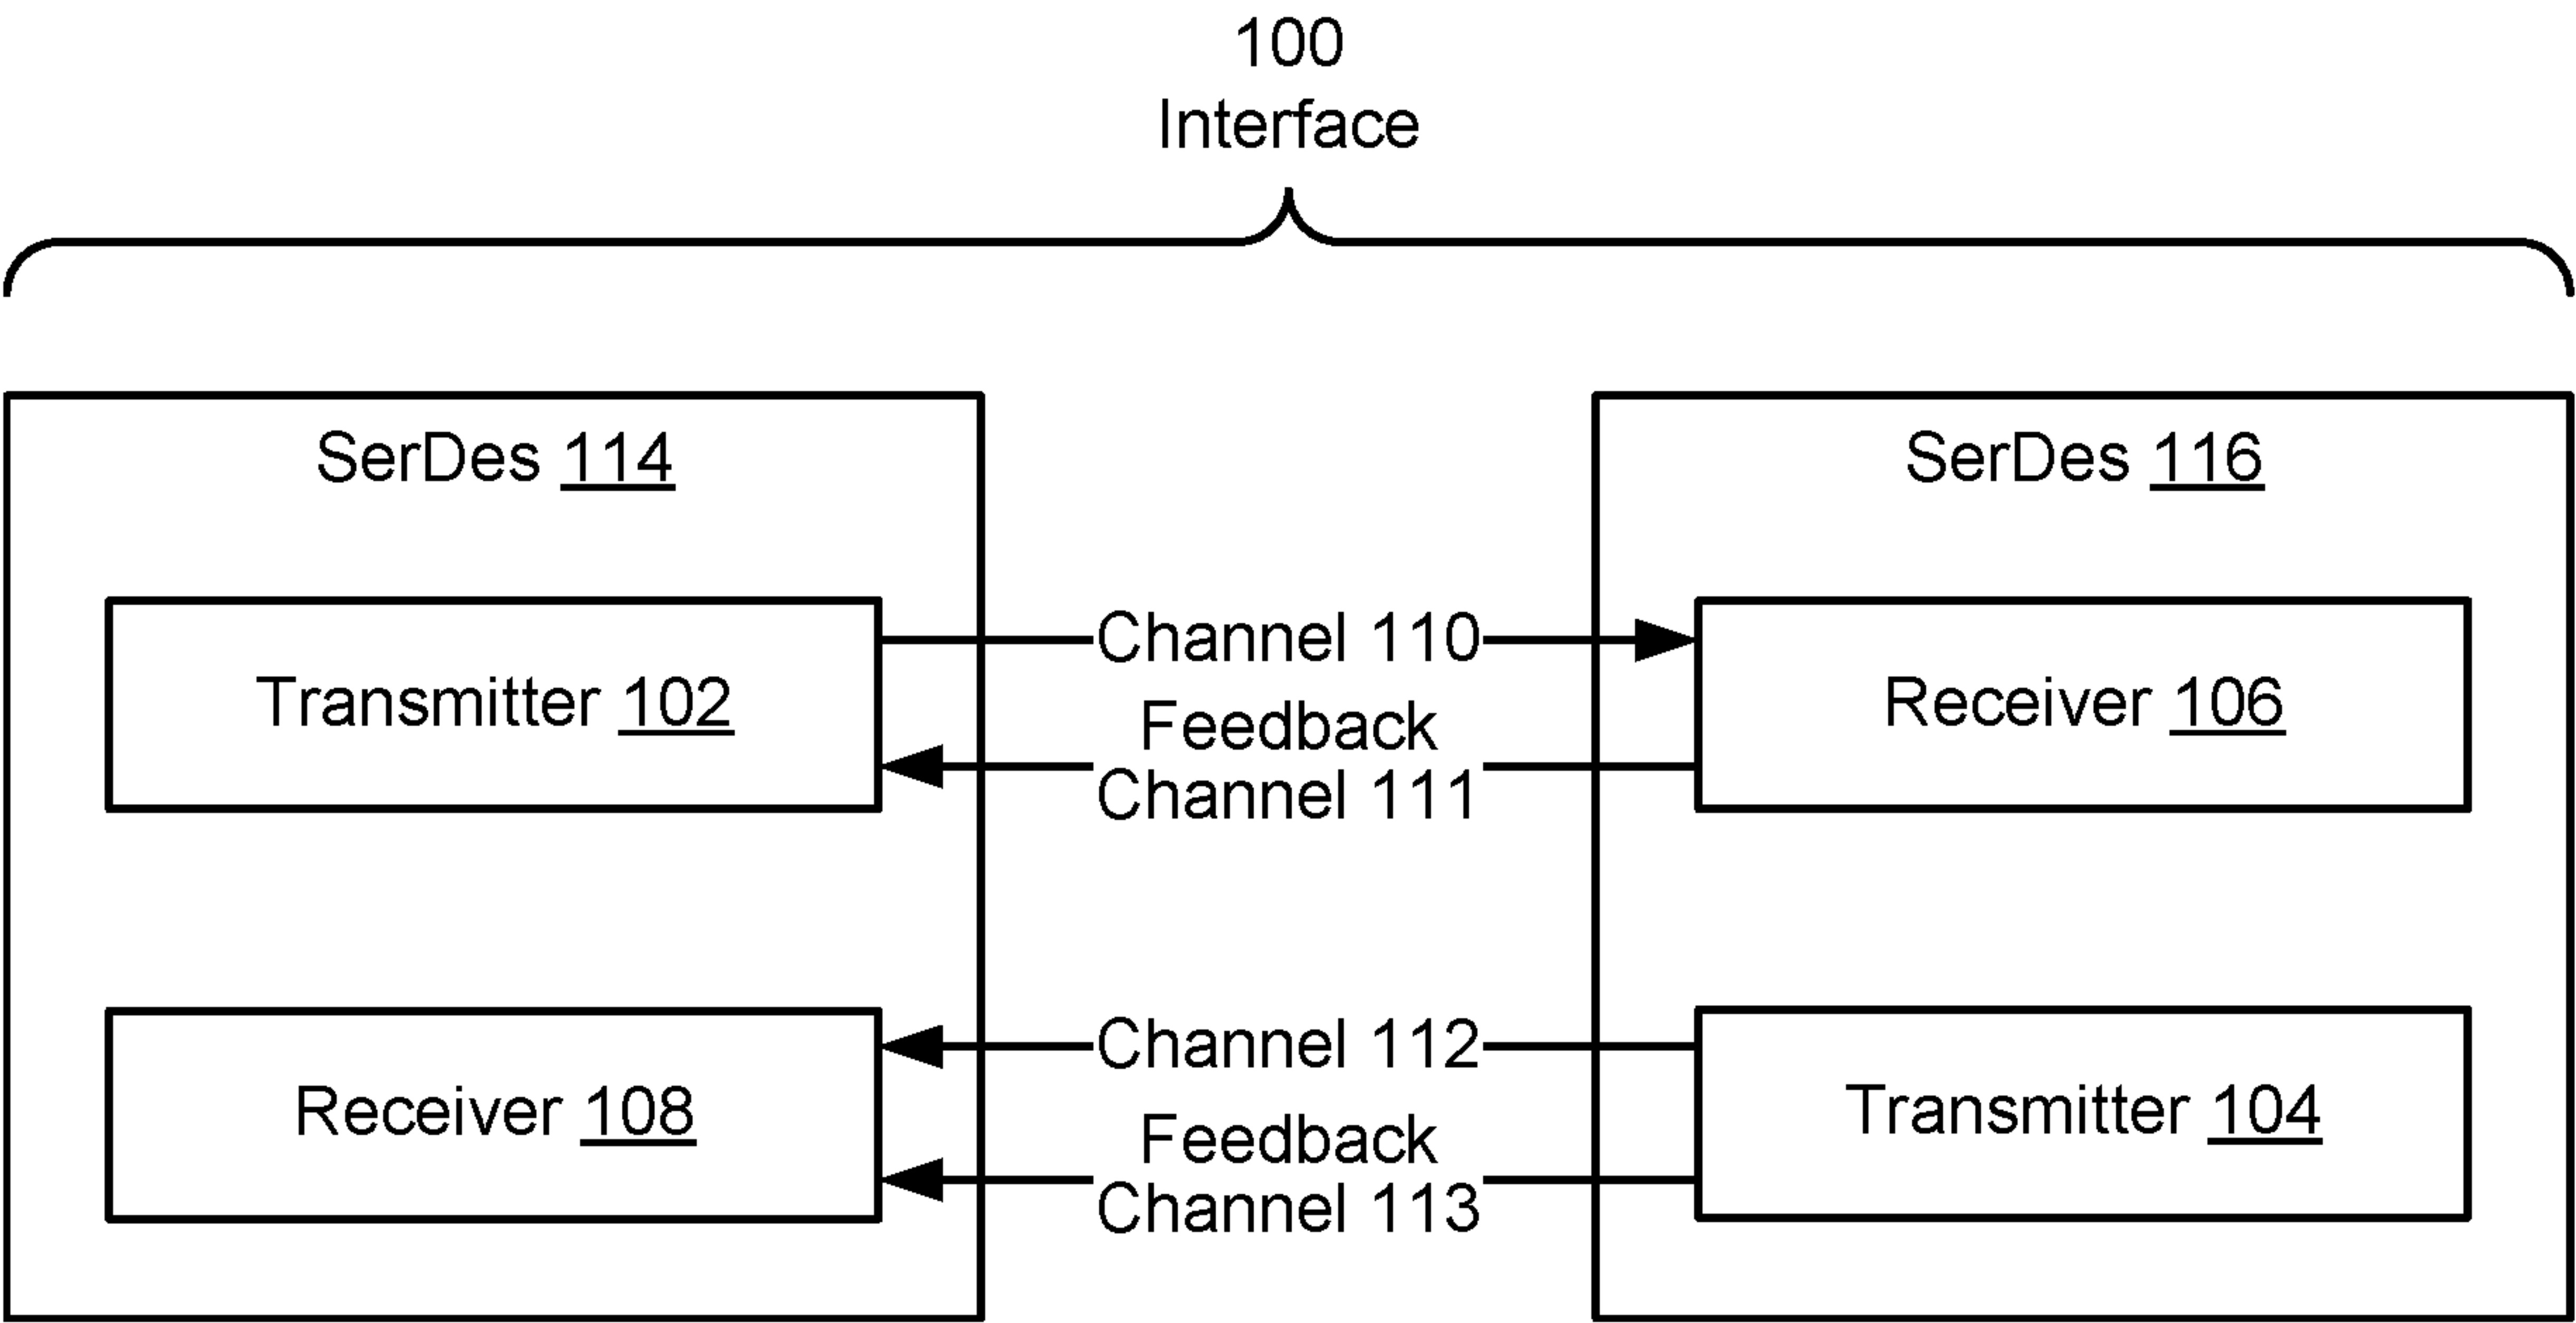 100
Interface
SerDes 114
SerDes 116
Transmitter 102
Channel 110
Feedback
Channel 111
Receiver 106
Receiver 108
Channel 112
Feedback
Channel 113
Transmitter 104